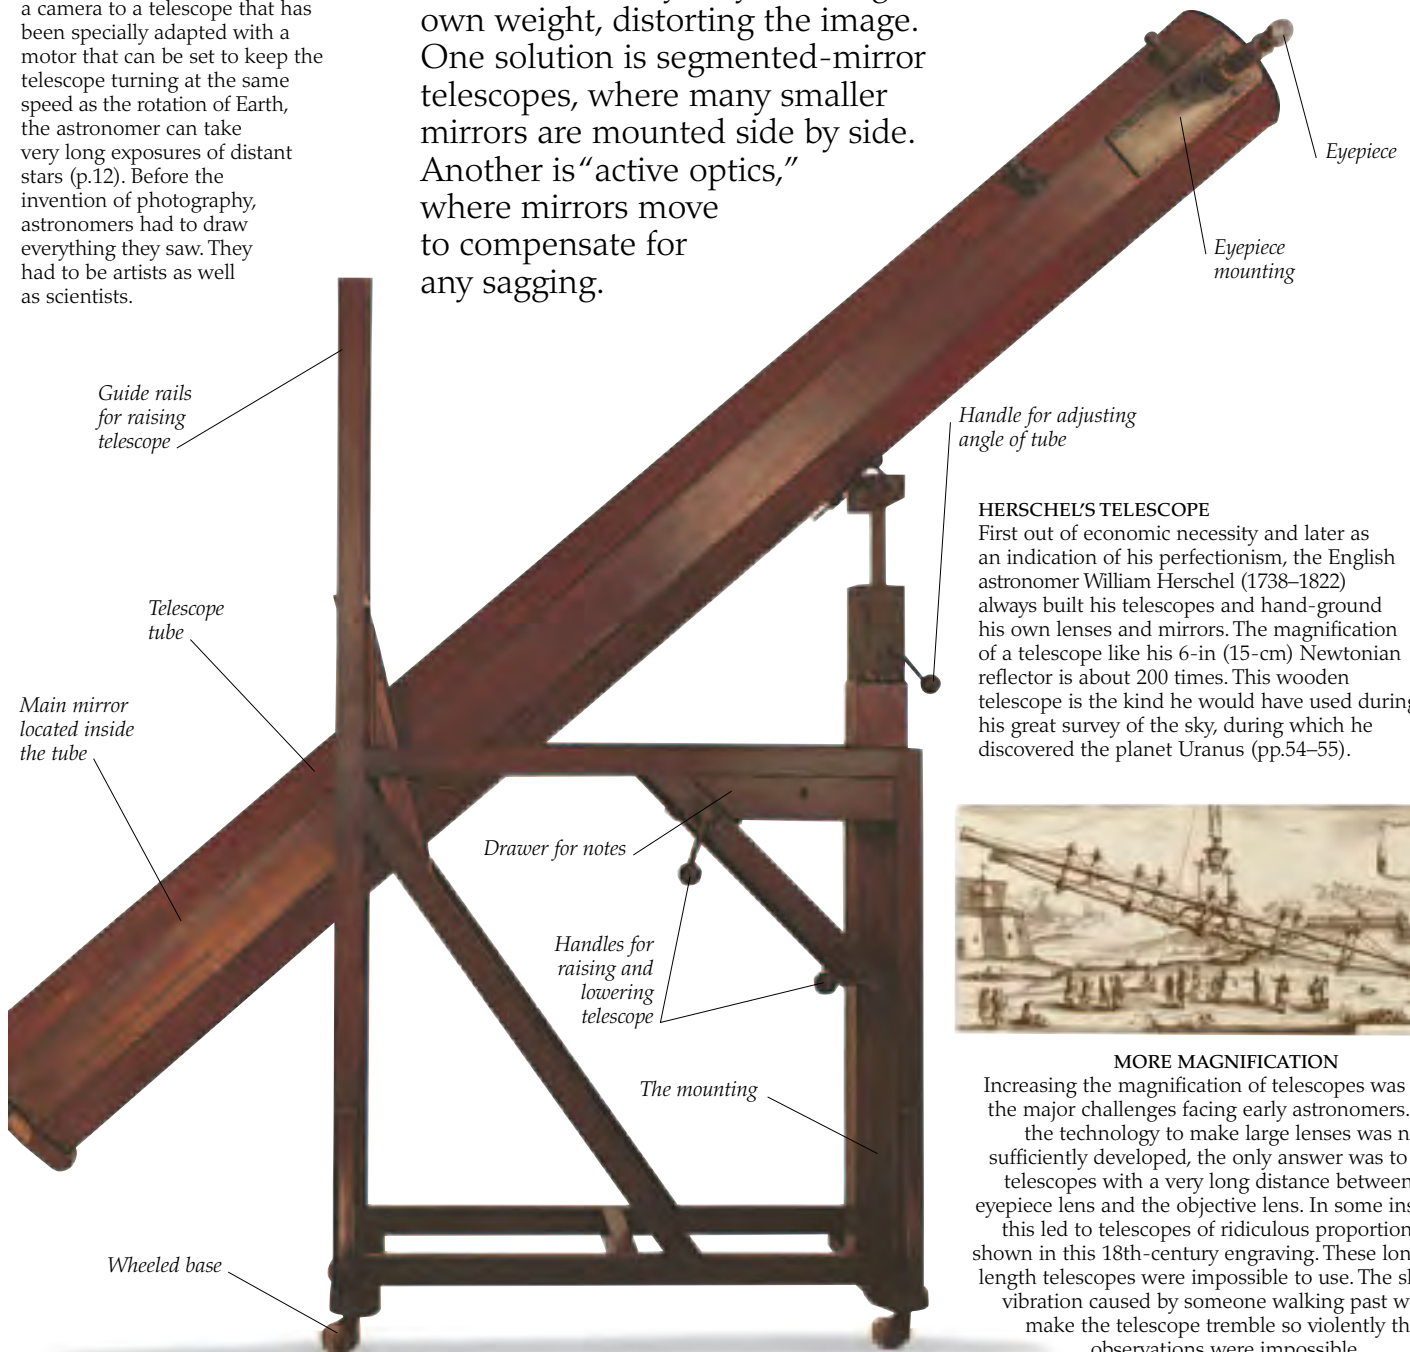 a camera to a telescope that has
been specially adapted with a
motor that can be set to keep the
telescope turning at the same
speed as the rotation of Earth,
the astronomer can take
very long exposures of distant
stars (p.12). Before the
invention of photography,
astronomers had to draw
everything they saw. They
had to be artists as well
as scientists.
own weight, distorting the image.
One solution is segmented-mirror
telescopes, where many smaller
mirrors are mounted side by side.
Another is “active optics,”
where mirrors move
to compensate for
any sagging.
Eyepiece
Eyepiece
mounting
Guide rails
for raising
telescope
Handle for adjusting
angle of tube
HERSCHEL’S TELESCOPE
First out of economic necessity and later as
an indication of his perfectionism, the English
astronomer William Herschel (1738–1822)
always built his telescopes and hand-ground
his own lenses and mirrors. The magnification
of a telescope like his 6-in (15-cm) Newtonian
reflector is about 200 times. This wooden
telescope is the kind he would have used during
his great survey of the sky, during which he
discovered the planet Uranus (pp.54–55).
Telescope
tube
Main mirror
located inside
the tube
Drawer for notes
Handles for
raising and
lowering
telescope
The mounting
Wheeled base
MORE MAGNIFICATION
Increasing the magnification of telescopes was
the major challenges facing early astronomers.
the technology to make large lenses was
sufficiently developed, the only answer was to
telescopes with a very long distance between
eyepiece lens and the objective lens. In some
this led to telescopes of ridiculous
shown in this 18th-century engraving. These
length telescopes were impossible to use. The
vibration caused by someone walking past
make the telescope tremble so violently
observations were impossible.